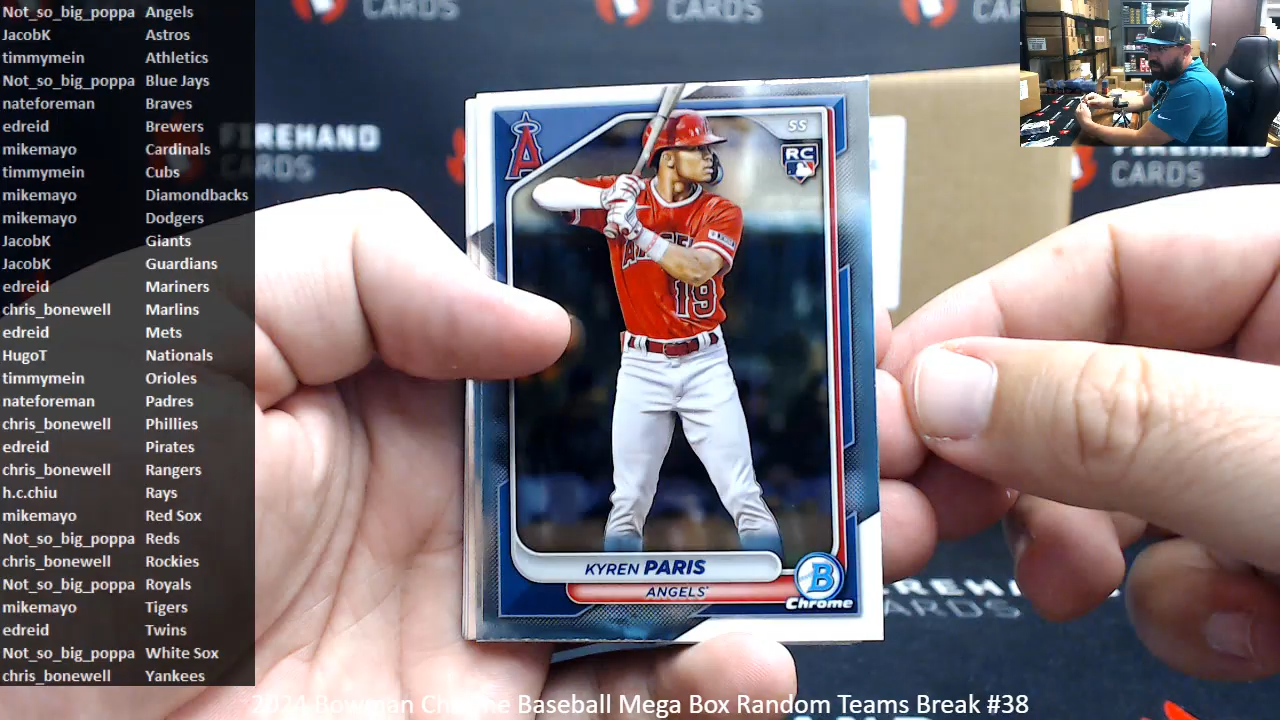 Not_so_big_poppa Angels
JacobK Astros
timmymein Athletics
Not_so_big_poppa Blue Jays
nateforeman Braves
edreid Brewers
mikemayo Cardinals
timmymein Cubs
mikemayo Diamondbacks
mikemayo Dodgers
JacobK Giants
JacobK Guardians
edreid Mariners
chris_bonewell Marlins
edreid Mets
HugoT Nationals
timmymein Orioles
nateforeman Padres
chris_bonewell Phillies
edreid Pirates
chris_bonewell Rangers
h.c.chiu Rays
mikemayo Red Sox
Not_so_big_poppa Reds
chris_bonewell Rockies
Not_so_big_poppa Royals
mikemayo Tigers
edreid Twins
Not_so_big_poppa White Sox
chris_bonewell Yankees
CARDS
CARDS
FIREHAND
CARDS
CARDS
A
SS
RC
19
KYREN PARIS
ANGELS
B
Chrome
2024 Bowman Chrome Baseball Mega Box Random Teams Break #38